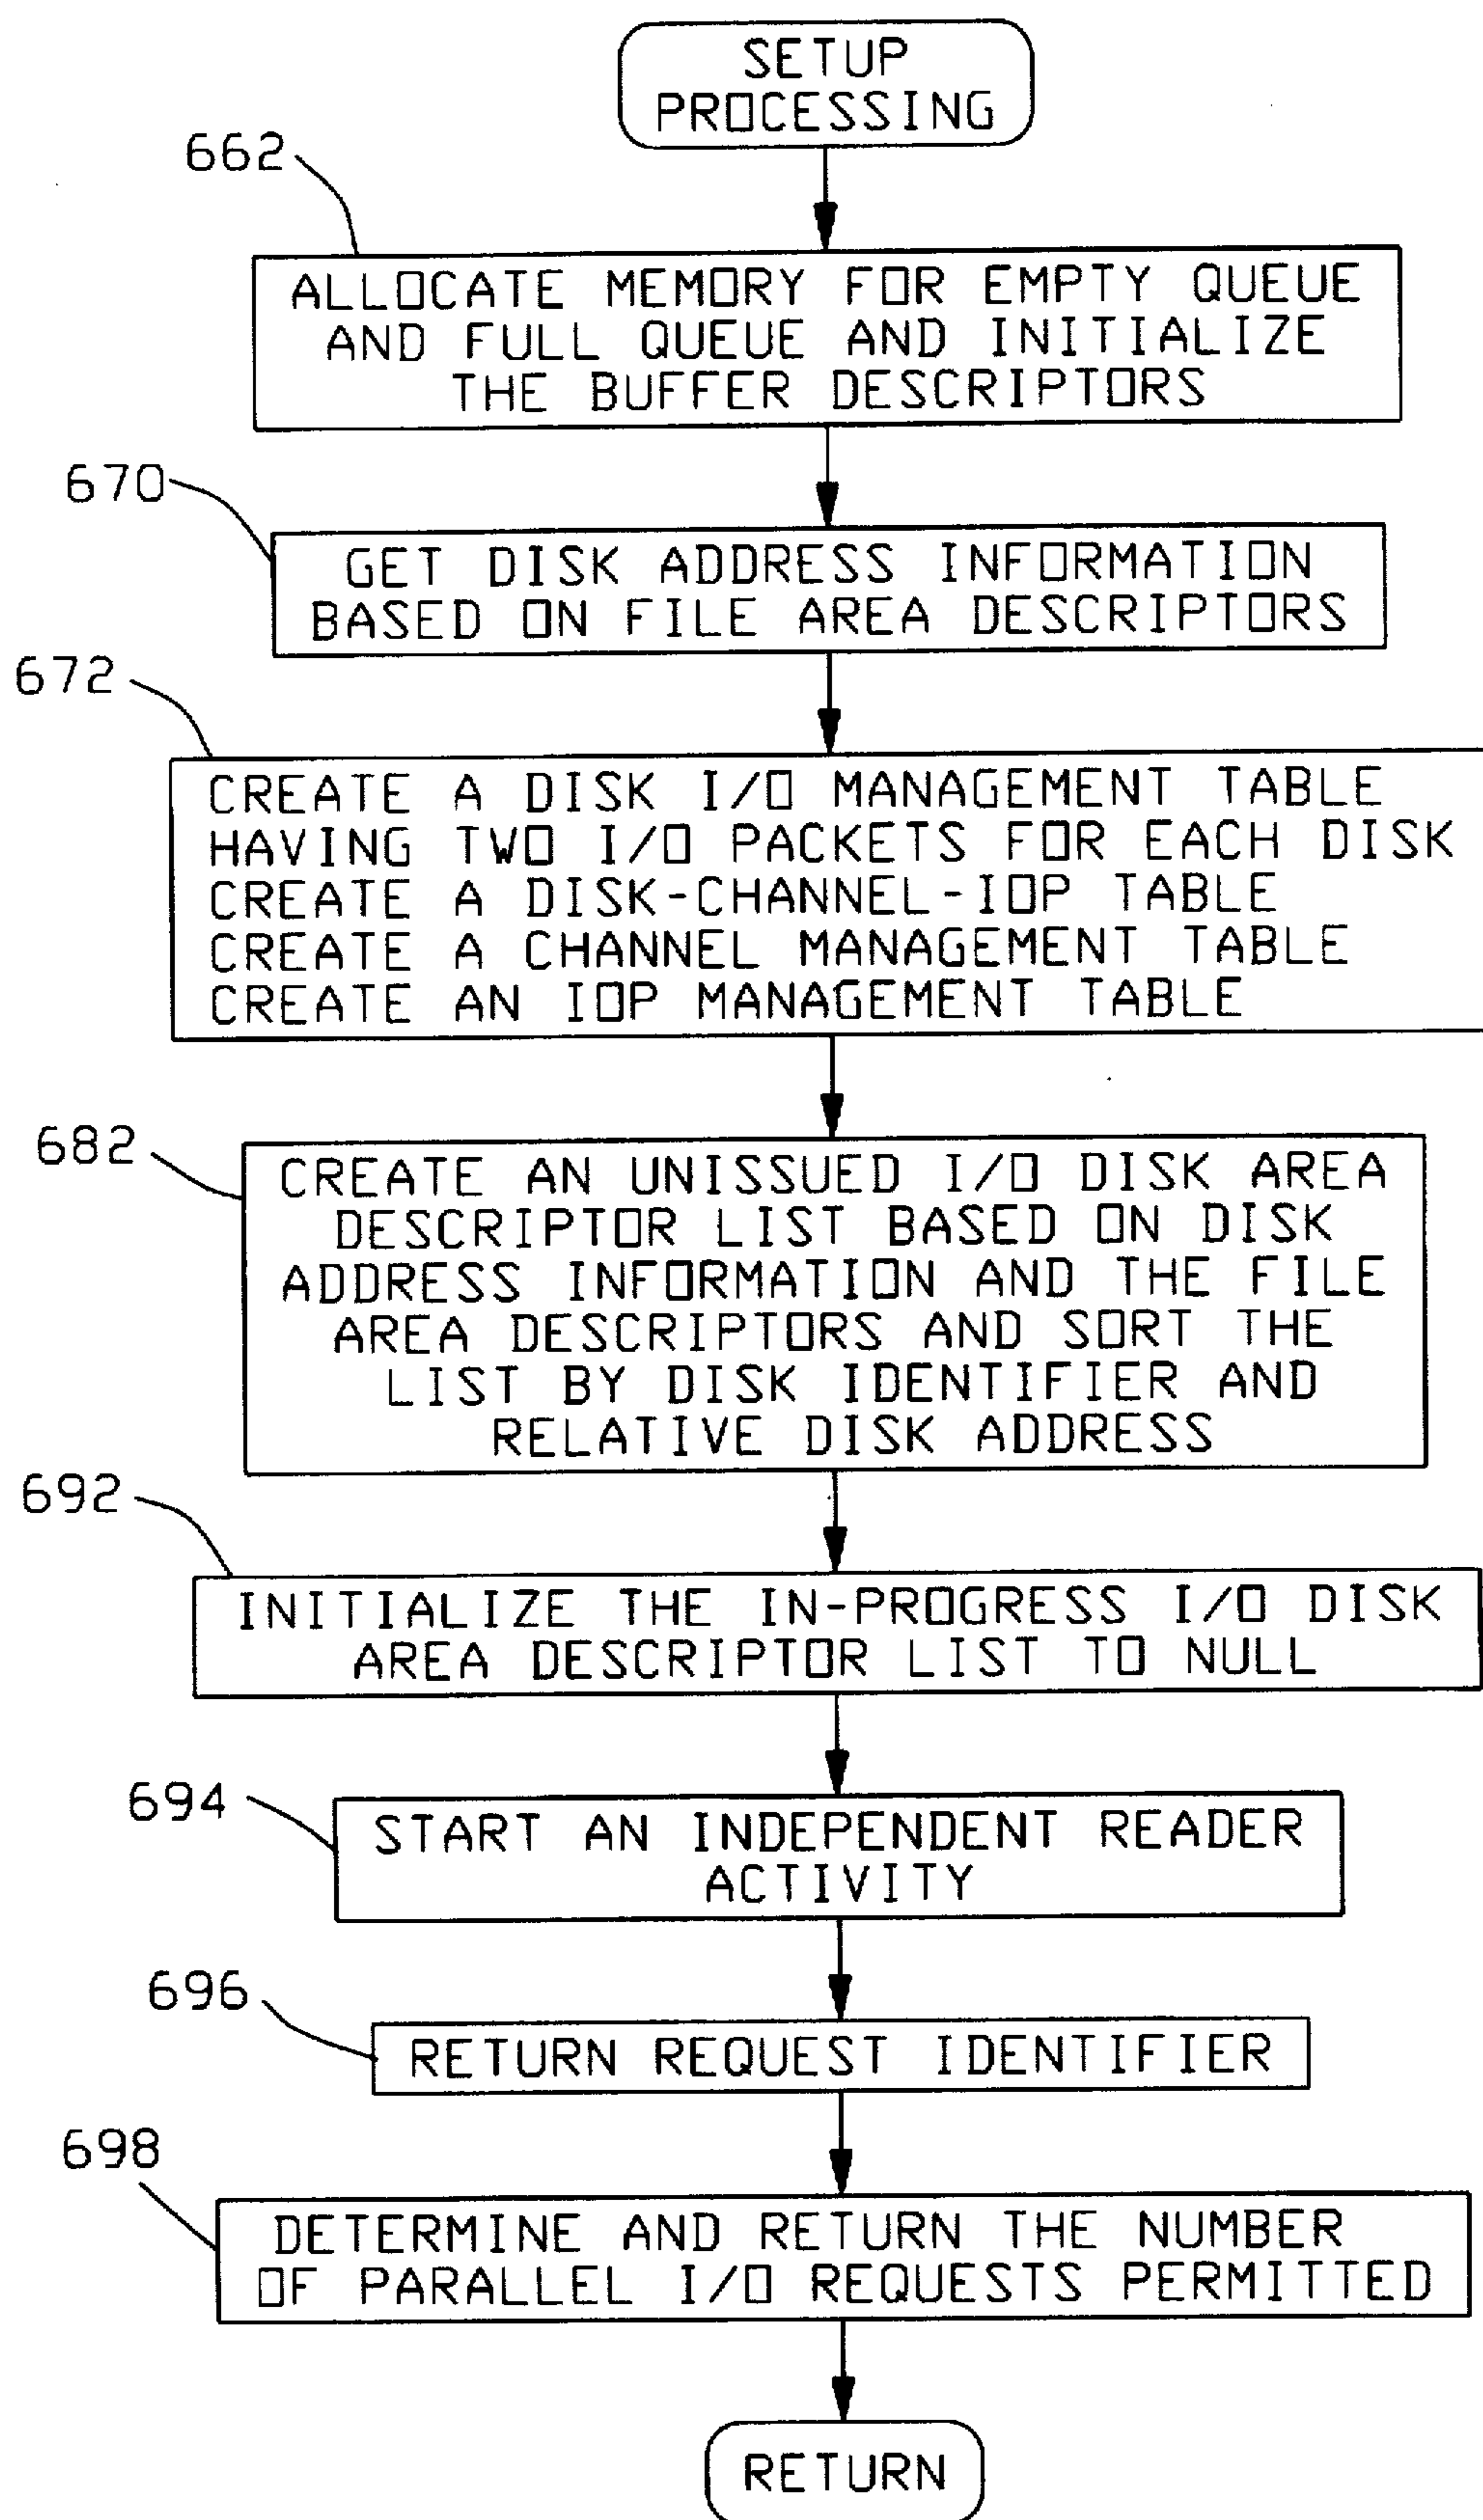 SETUP
PROCESSING
662
ALLOCATE MEMORY FOR EMPTY QUEUE
AND FULL QUEUE AND INITIALIZE
THE BUFFER DESCRIPTORS
670
GET DISK ADDRESS INFORMATION
BASED ON FILE AREA DESCRIPTORS
672
CREATE A DISK I/O MANAGEMENT TABLE
HAVING TWO I/O PACKETS FOR EACH DISK
CREATE A DISK-CHANNEL-IOP TABLE
CREATE A CHANNEL MANAGEMENT TABLE
CREATE AN IOP MANAGEMENT TABLE
682
CREATE AN UNISSUED I/O DISK AREA
DESCRIPTOR LIST BASED ON DISK
ADDRESS INFORMATION AND THE FILE
AREA DESCRIPTORS AND SORT THE
LIST BY DISK IDENTIFIER AND
RELATIVE DISK ADDRESS
692
INITIALIZE THE IN-PROGRESS I/O DISK
AREA DESCRIPTOR LIST TO NULL
694
START AN INDEPENDENT READER
ACTIVITY
696
RETURN REQUEST IDENTIFIER
698
DETERMINE AND RETURN THE NUMBER
OF PARALLEL I/O REQUESTS PERMITTED
RETURN